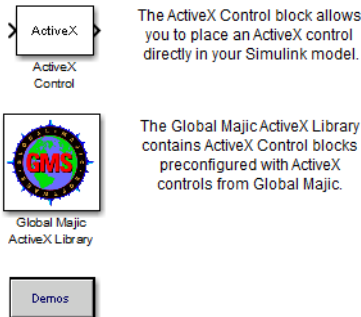 ActiveX
ActiveX
Control
The ActiveX Control block allows
you to place an ActiveX control
directly in your Simulink model.
GMS
Global Majic
ActiveX Library
The Global Majic ActiveX Library
contains ActiveX Control blocks
preconfigured with ActiveX
controls from Global Majic.
Demos